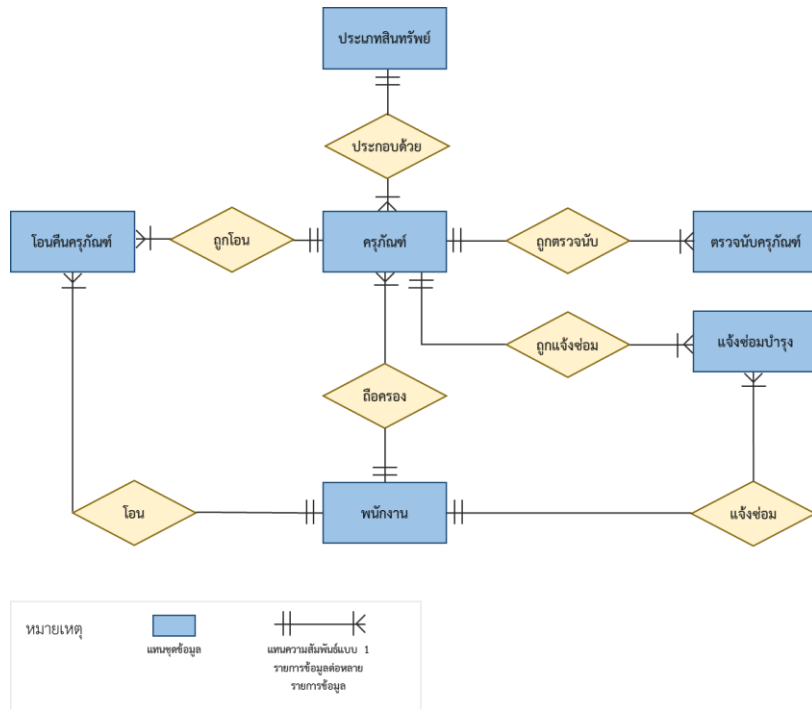 ประเภทสินทรัพย์
ประกอบด้วย
โอนคืนครุภัณฑ์
ถูกโอน
ครุภัณฑ์
ถูกตรวจนับ
ตรวจนับครุภัณฑ์
ถูกแจ้งซ่อม
แจ้งซ่อมบำรุง
ถือครอง
โอน
พนักงาน
แจ้งซ่อม
หมายเหตุ
แทนชุดข้อมูล
แทนความสัมพันธ์แบบ 1
รายการข้อมูลต่อหลาย
รายการข้อมูล